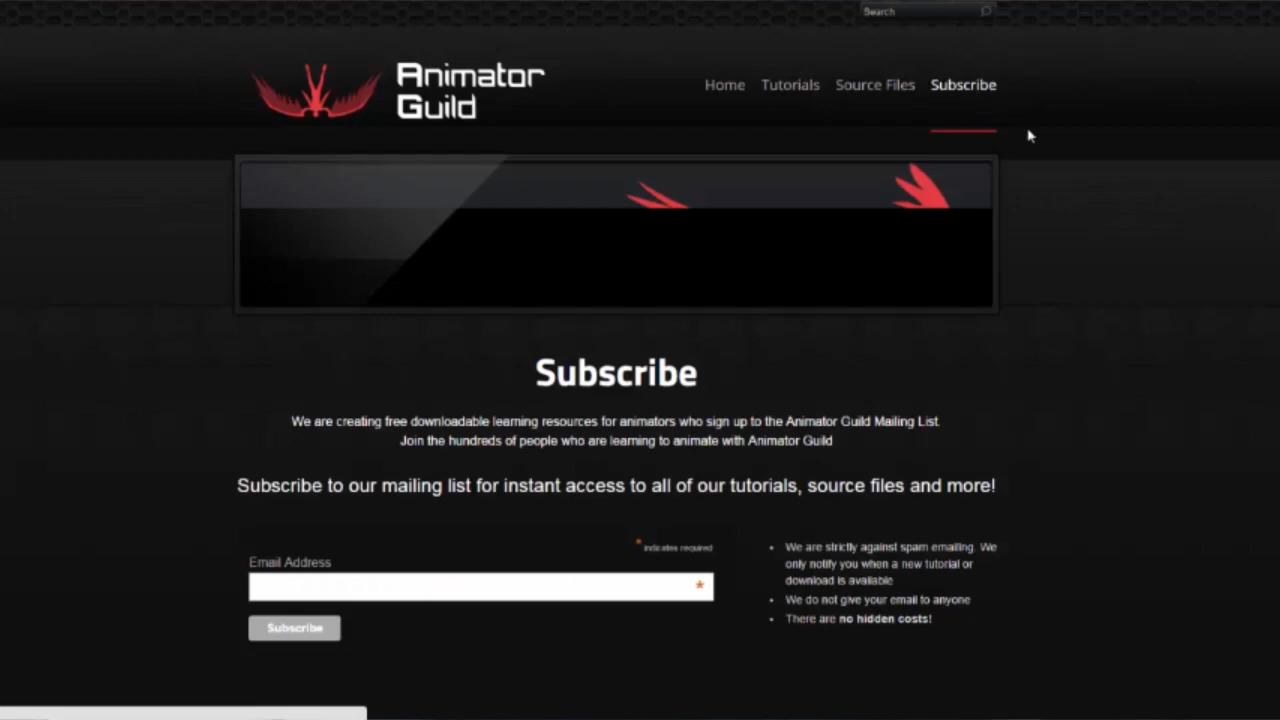 Search
Animator
Guild
Home Tutorials Source Files Subscribe
Subscribe
We are creating free downloadable learning resources for animators who sign up to the Animator Guild Mailing List.
Join the hundreds of people who are learning to animate with Animator Guild
Subscribe to our mailing list for instant access to all of our tutorials, source files and more!
* indicates required
Email Address
*
Subscribe
• We are strictly against spam emailing. We
only notify you when a new tutorial or
download is available
• We do not give your email to anyone
• There are no hidden costs!